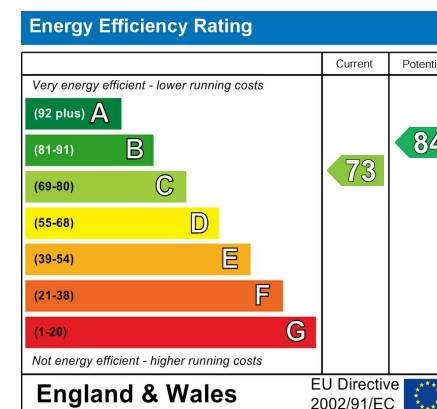 Energy Efficiency Rating
Current Potenti
Very energy efficient - lower running costs
(92 plus) A
(81-91) B
(69-80) C
(55-68) D
(39-54) E
(21-38) F
(1-20) G
73
84
Not energy efficient - higher running costs
England & Wales
EU Directive
2002/91/EC